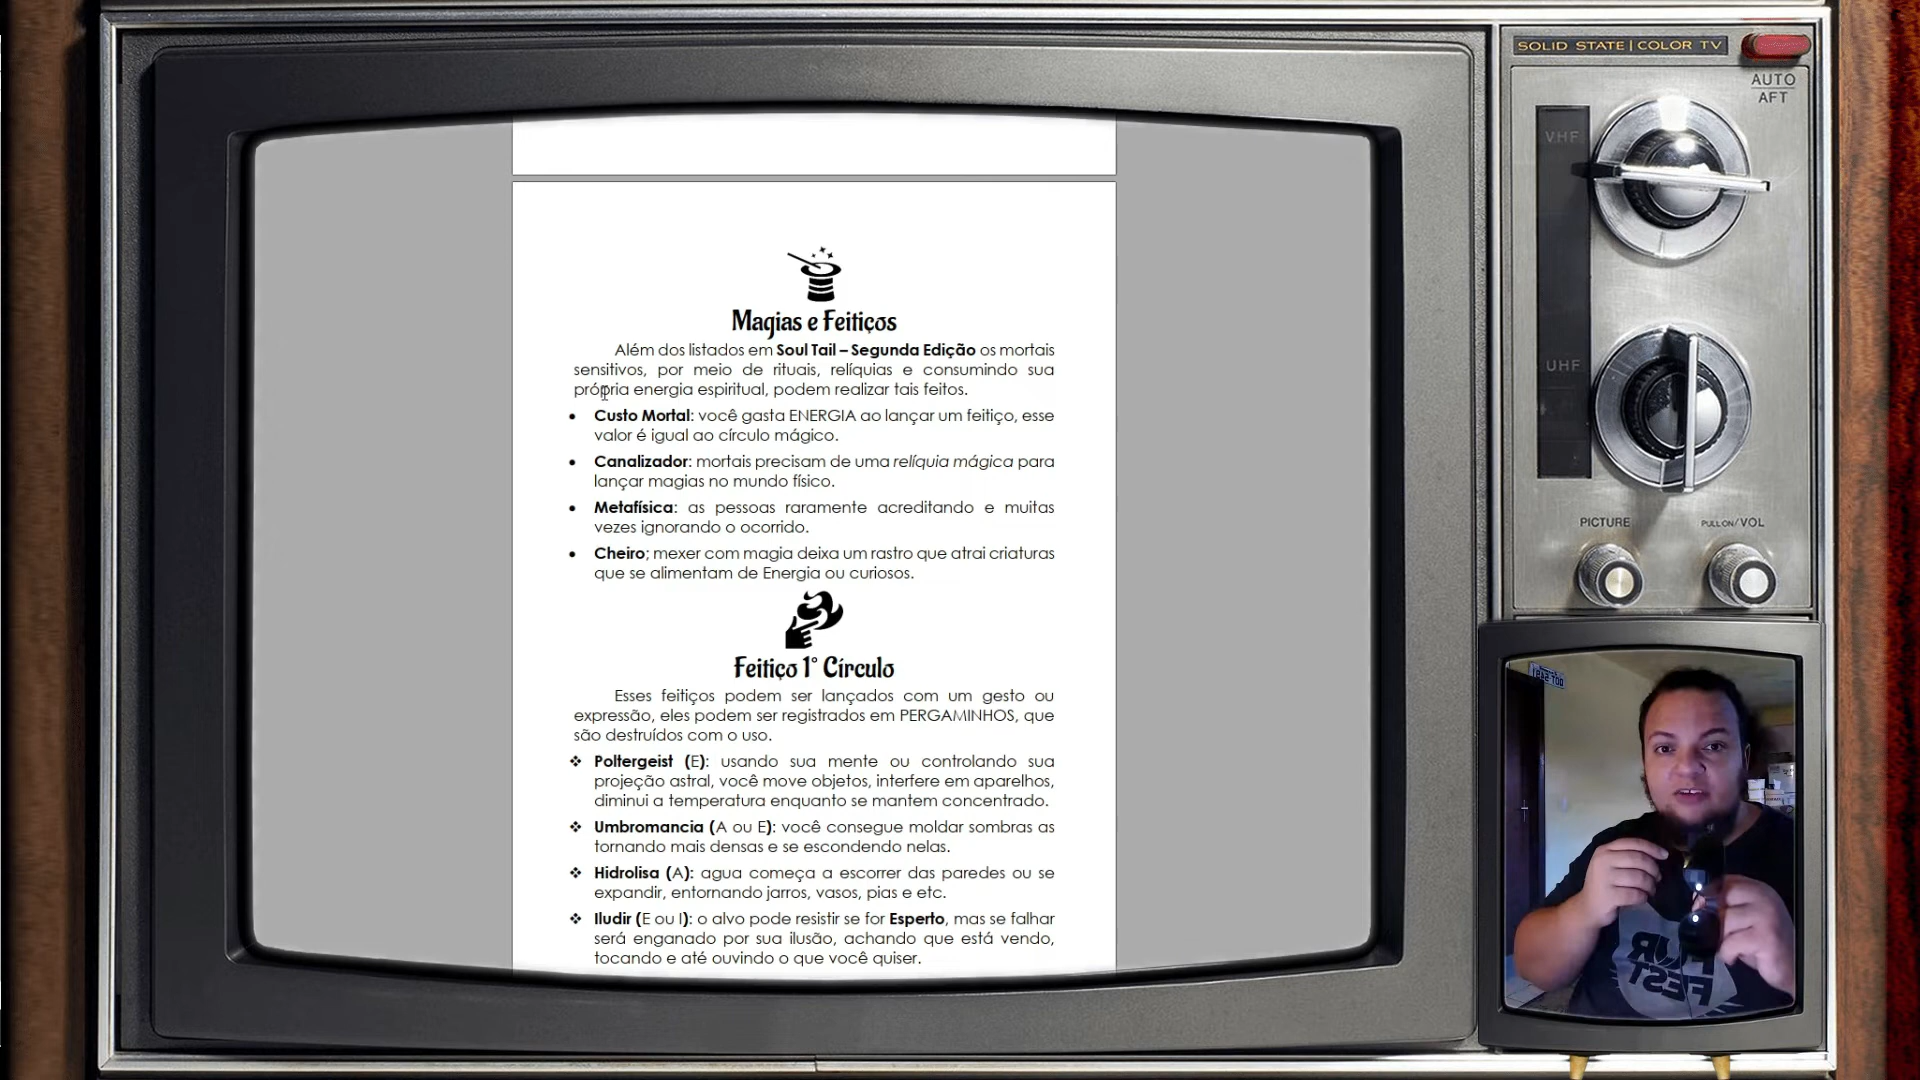 SOLID STATE | COLOR TV
AUTO
AFT
VHF
UHF
PICTURE
PULL ON/VOL
Magias e Feitiços
Além dos listados em Soul Tail – Segunda Edição os mortais
sensitivos, por meio de rituais, relíquias e consumindo sua
própria energia espiritual, podem realizar tais feitos.
• Custo Mortal: você gasta ENERGIA ao lançar um feitiço, esse
valor é igual ao círculo mágico.
• Canalizador: mortais precisam de uma relíquia mágica para
lançar magias no mundo físico.
• Metafísica: as pessoas raramente acreditando e muitas
vezes ignorando o ocorrido.
• Cheiro; mexer com magia deixa um rastro que atrai criaturas
que se alimentam de Energia ou curiosos.
Feitiço 1° Círculo
Esses feitiços podem ser lançados com um gesto ou
expressão, eles podem ser registrados em PERGAMINHOS, que
são destruídos com o uso.
❖ Poltergeist (E): usando sua mente ou controlando sua
projeção astral, você move objetos, interfere em aparelhos,
diminui a temperatura enquanto se mantem concentrado.
❖ Umbromancia (A ou E): você consegue moldar sombras as
tornando mais densas e se escondendo nelas.
❖ Hidrolisa (A): agua começa a escorrer das paredes ou se
expandir, entornando jarros, vasos, pias e etc.
❖ Iludir (E ou I): o alvo pode resistir se for Esperto, mas se falhar
será enganado por sua ilusão, achando que está vendo,
tocando e até ouvindo o que você quiser.
FEST